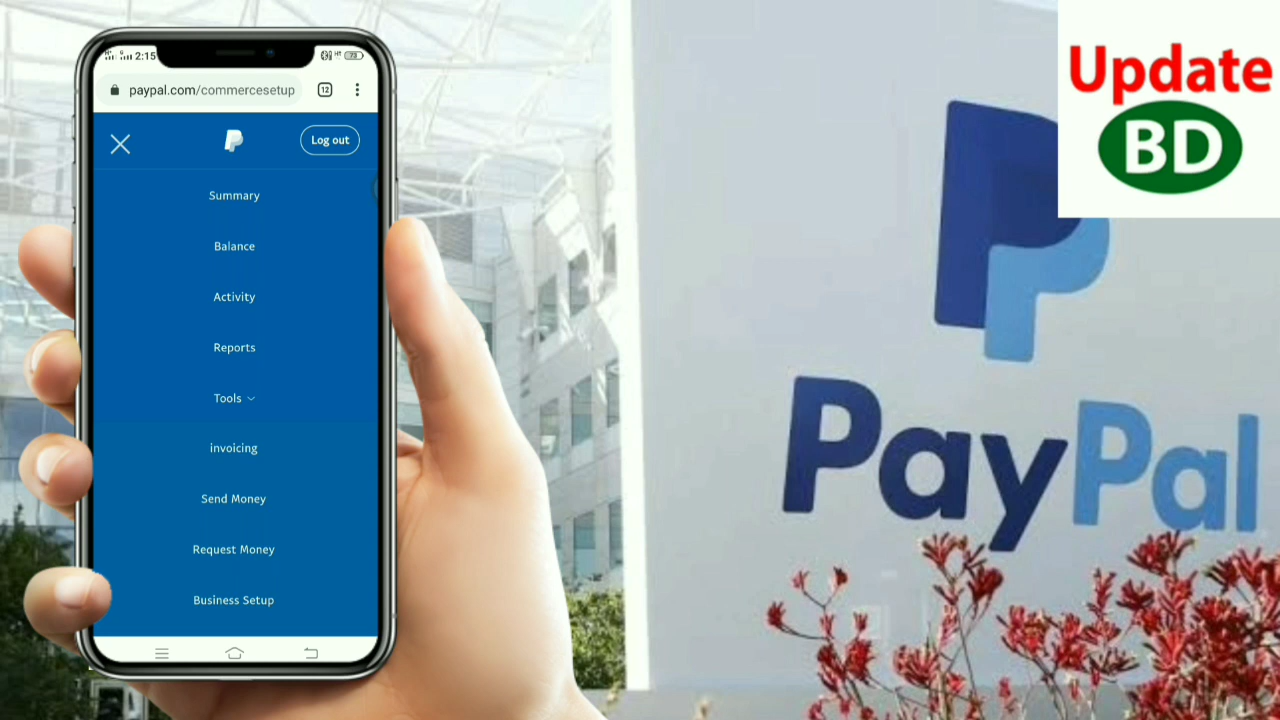 2:15
73
paypal.com/commercesetup
12
Log out
Summary
Balance
Activity
Reports
Tools
invoicing
Send Money
Request Money
Business Setup
PayPal
Update
BD